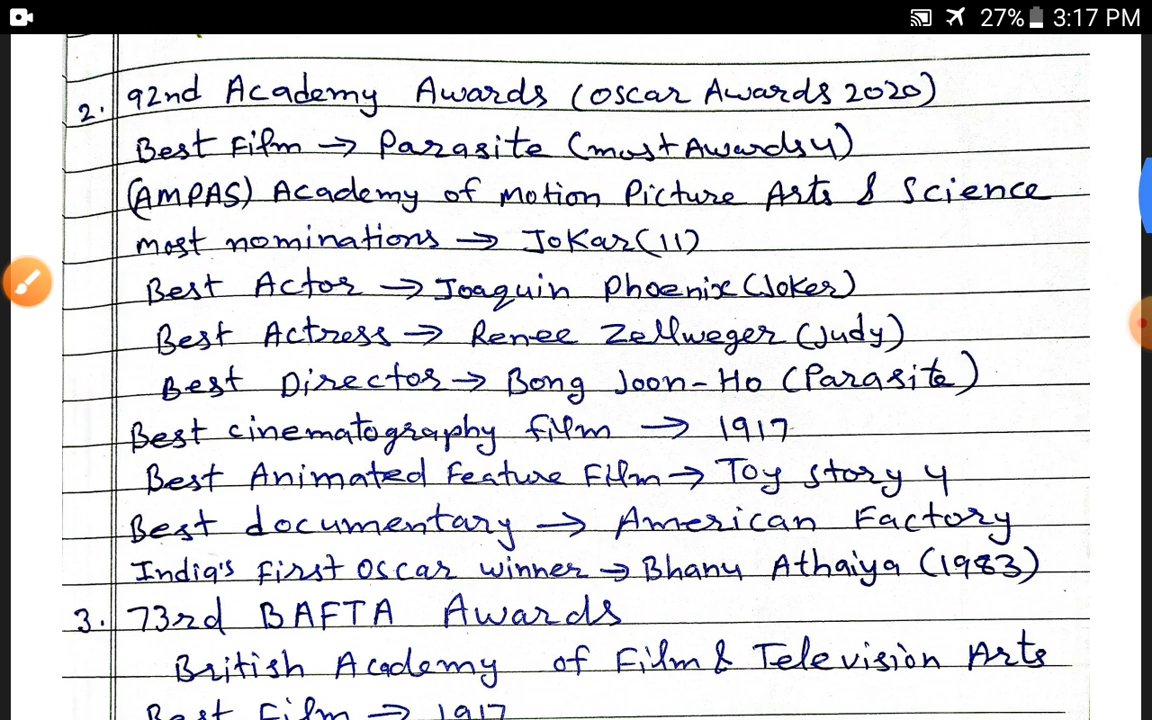 27% 3:17 PM
2. 92nd Academy Awards (Oscar Awards 2020)
Best Film → Parasite (most Awards 4)
(AMPAS) Academy of Motion Picture Arts & Science
most nominations → Jokar (11)
Best Actor → Joaquin Phoenix (Joker)
Best Actress → Renee Zellweger (Judy)
Best Director → Bong Joon-Ho (Parasite)
Best cinematography film → 1917
Best Animated Feature Film → Toy Story 4
Best documentary → American Factory
India's First Oscar winner → Bhanu Athaiya (1983)
3. 73rd BAFTA Awards
British Academy of Film & Television Arts
Best Film → 1917